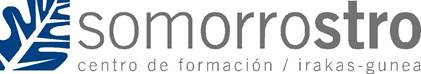 somorrostro
centro de formación / irakas-gunea